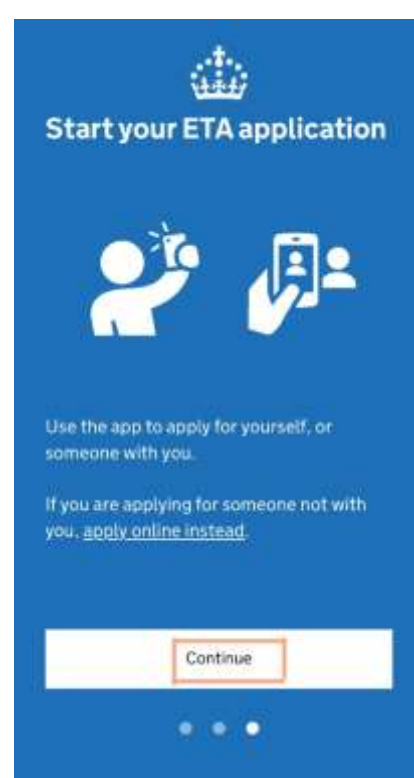 Start your ETA application
Use the app to apply for yourself, or
someone with you.
If you are applying for someone not with
you, apply online instead.
Continue